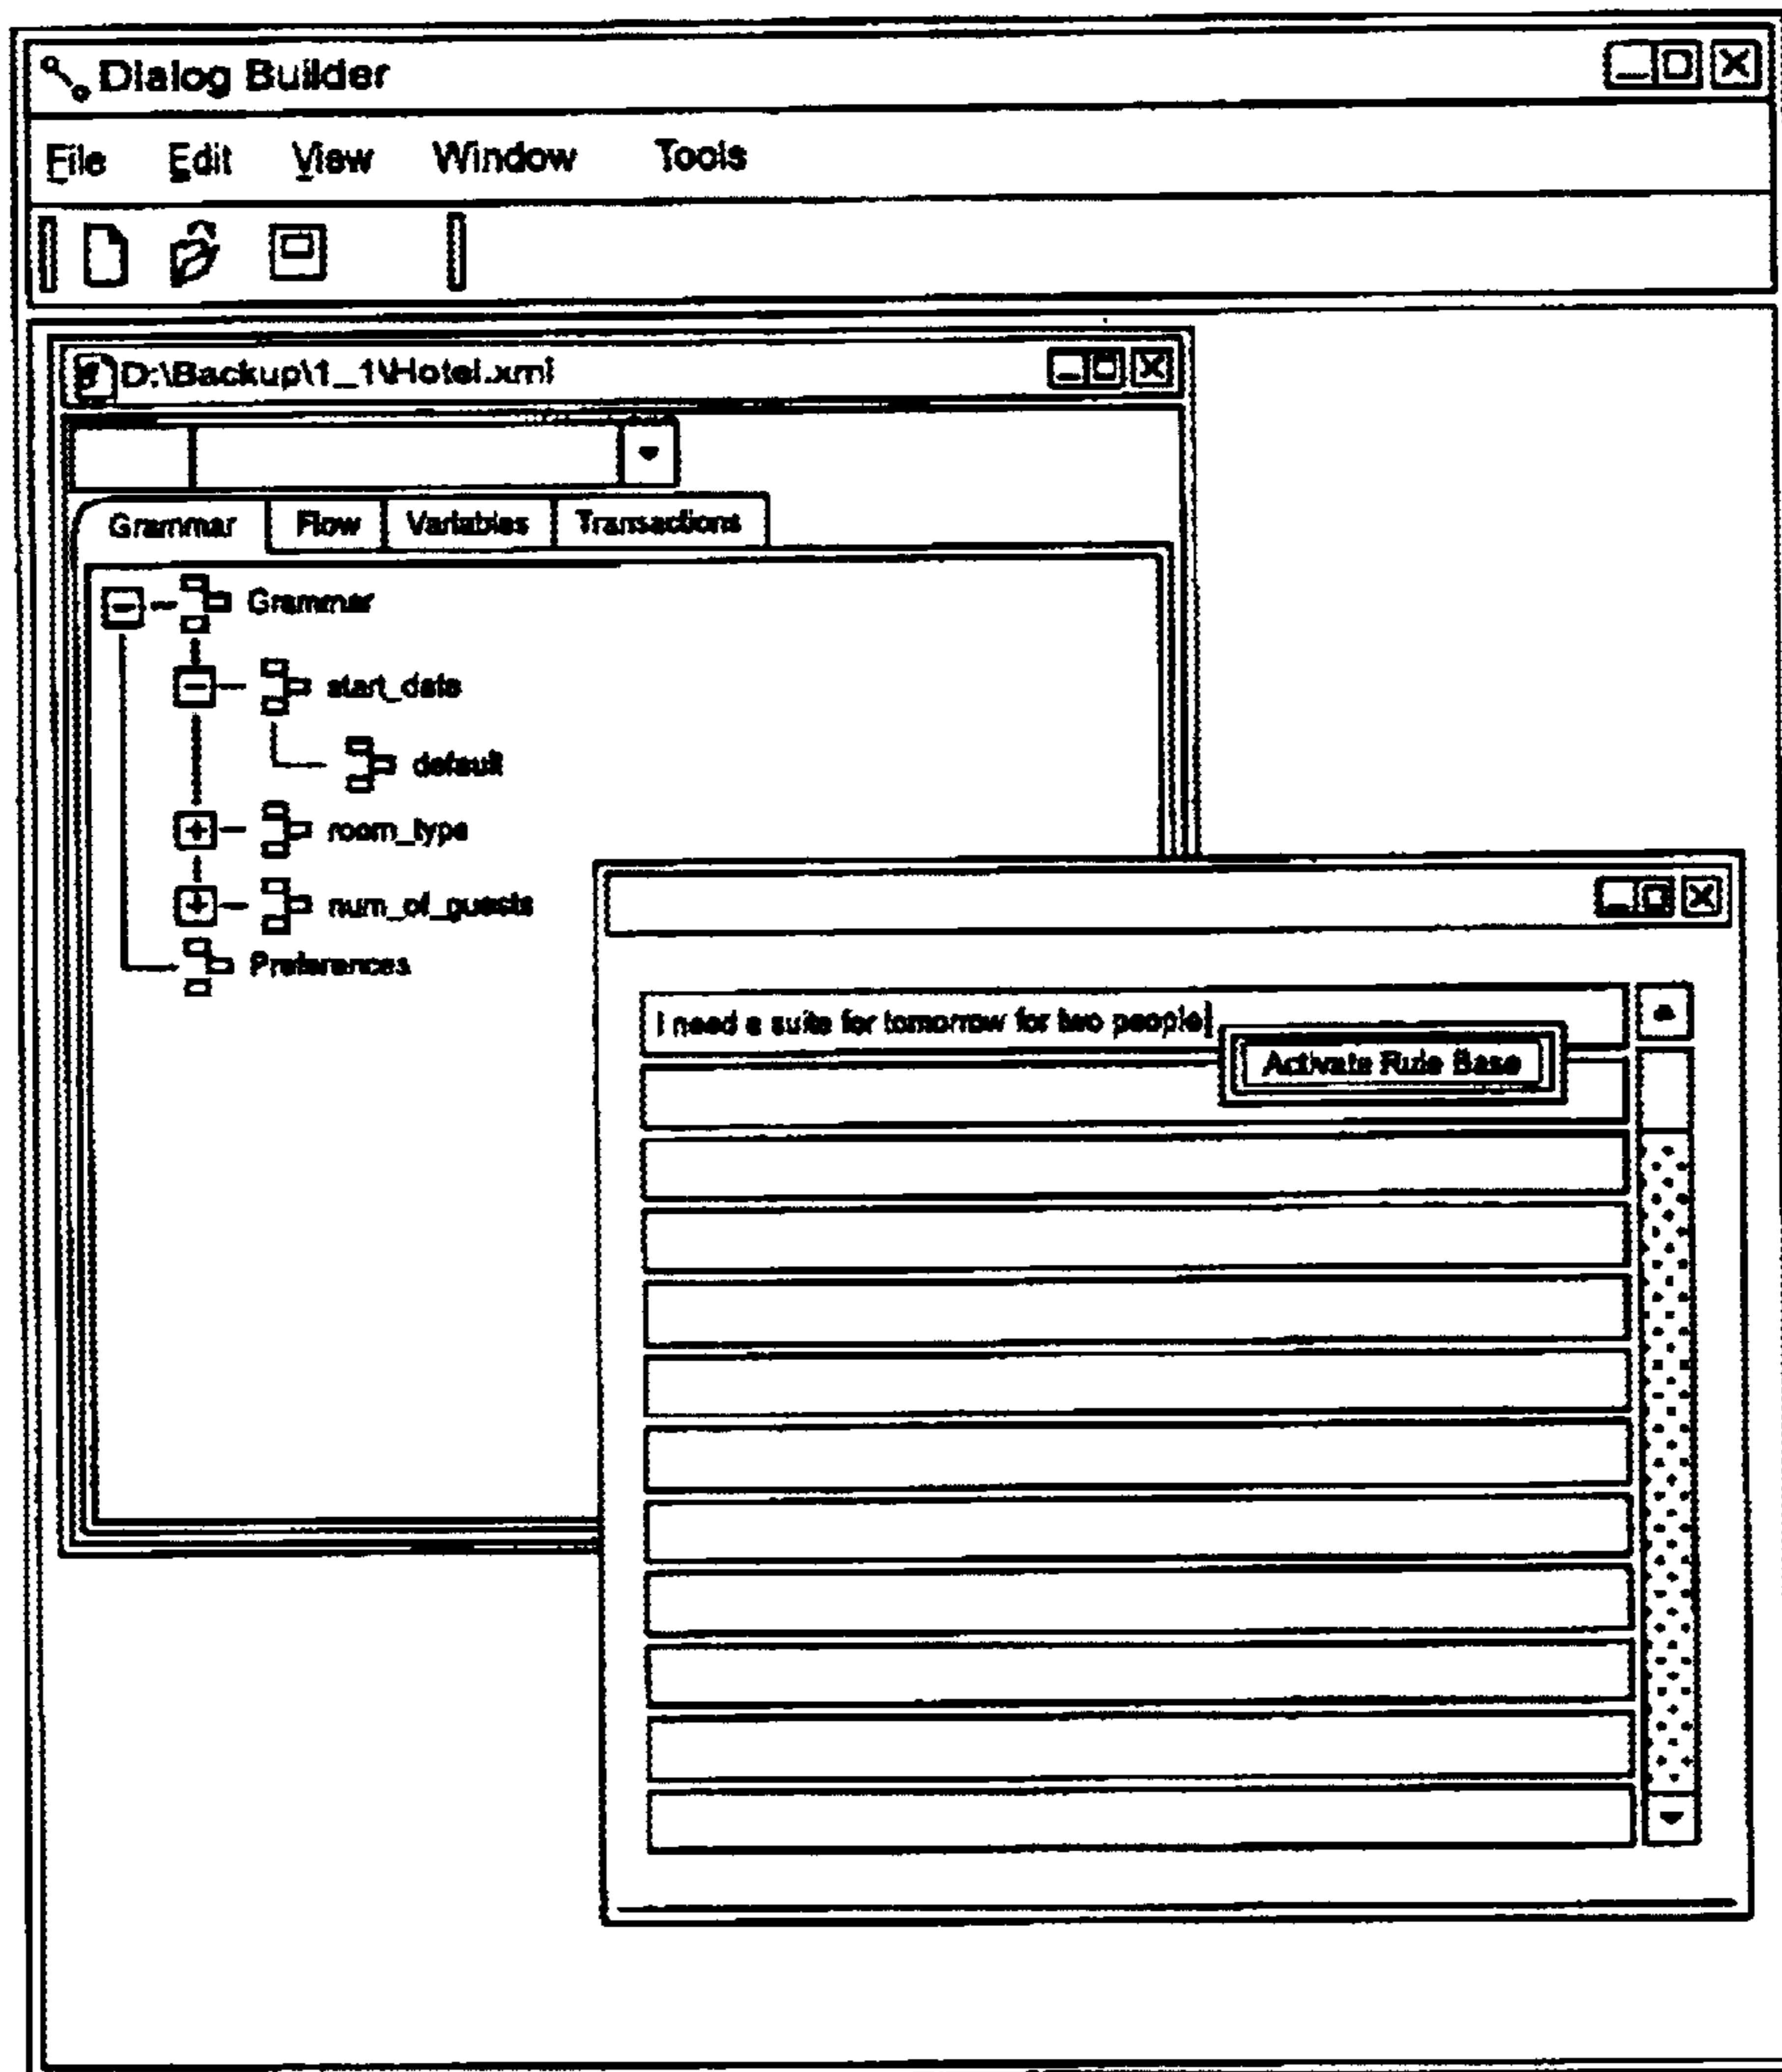 Dialog Builder
File Edit View Window Tools
D:\Backup\1_1\Hotel.xml
Grammar Flow Variables Transactions
Grammar
start_date
default
room_type
num_of_guests
Preferences
I need a suite for tomorrow for two people
Activate Rule Base